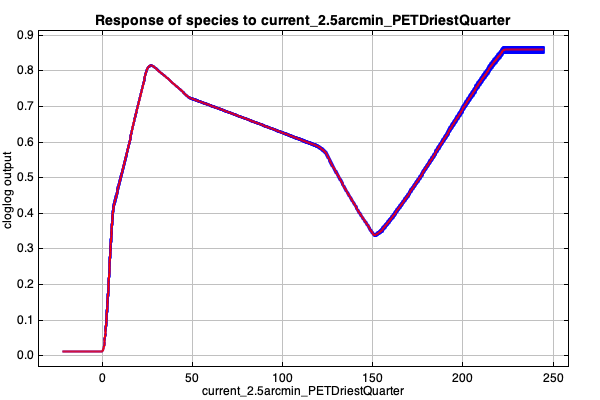 Response of species to current_2.5arcmin_PETDriestQuarter
0.9
0.8
0.7
0.6
0.5
0.4
0.3
0.2
0.1
0.0
cloglog output
0 50 100 150 200 250
current_2.5arcmin_PETDriestQuarter